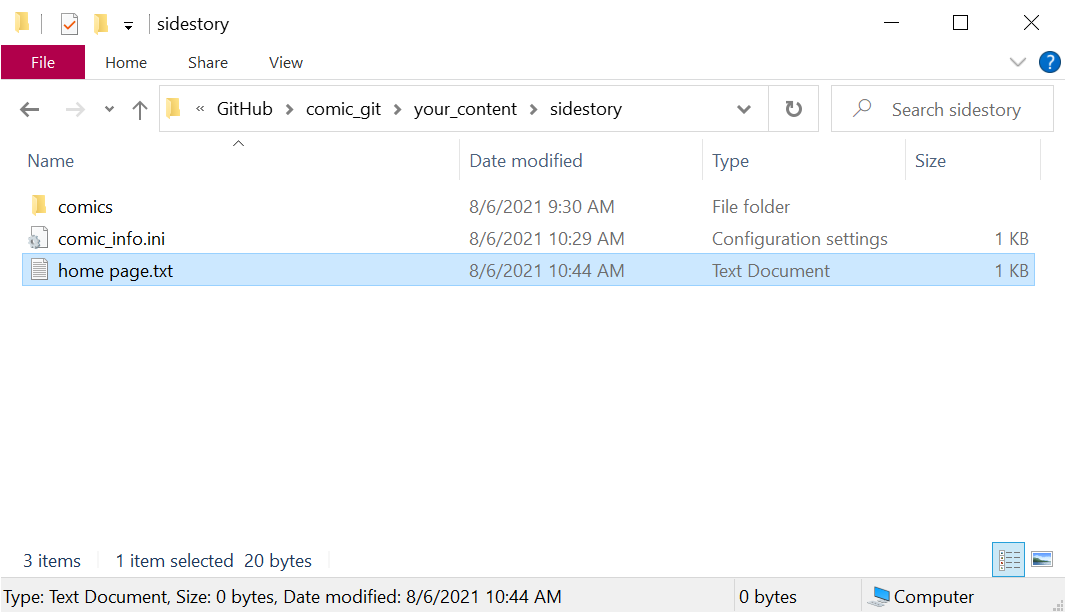 sidestory
File Home Share View ?
« GitHub > comic_git > your_content > sidestory Search sidestory
Name Date modified Type Size
comics 8/6/2021 9:30 AM File folder
comic_info.ini 8/6/2021 10:29 AM Configuration settings 1 KB
home page.txt 8/6/2021 10:44 AM Text Document 1 KB
3 items 1 item selected 20 bytes
Type: Text Document, Size: 0 bytes, Date modified: 8/6/2021 10:44 AM 0 bytes Computer